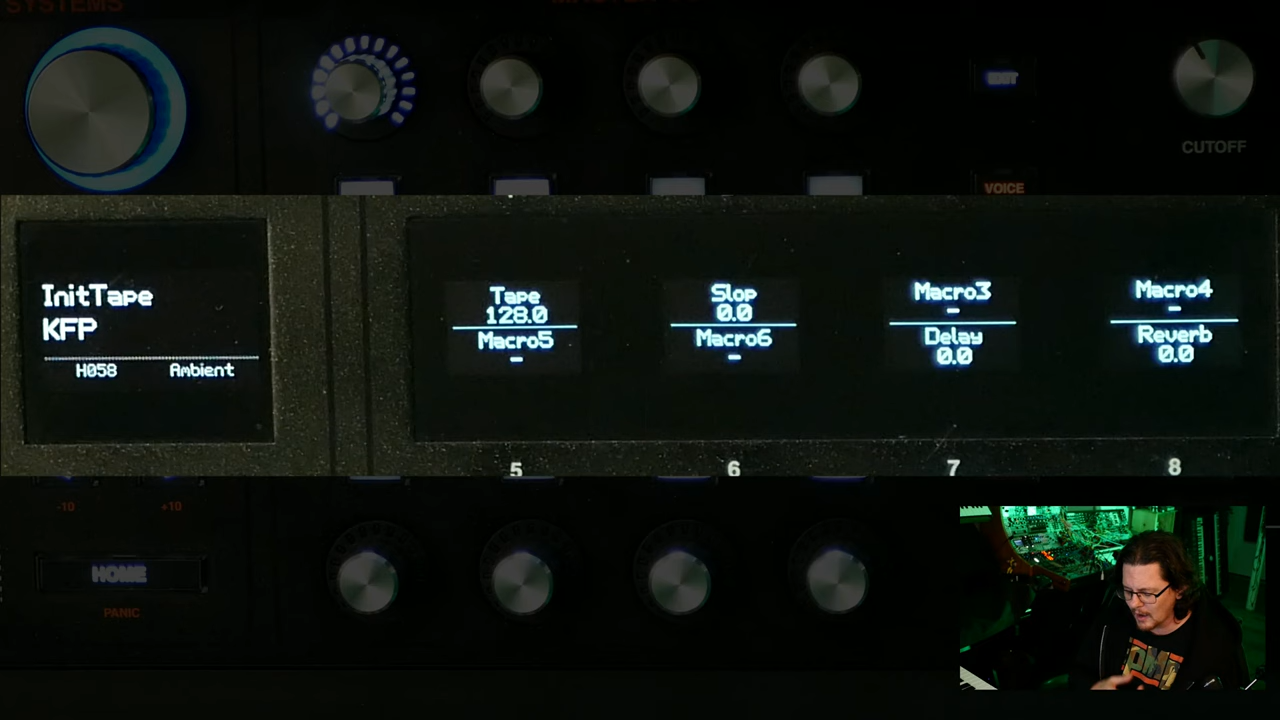 SYSTEMS
EXIT
CUTOFF
VOICE
InitTape
KFP
H058 Ambient
Tape
128.0
Macro5
-
Slop
0.0
Macro6
-
Macro3
-
Delay
0.0
Macro4
-
Reverb
0.0
5 6 7 8
-10 +10
HOME
PANIC